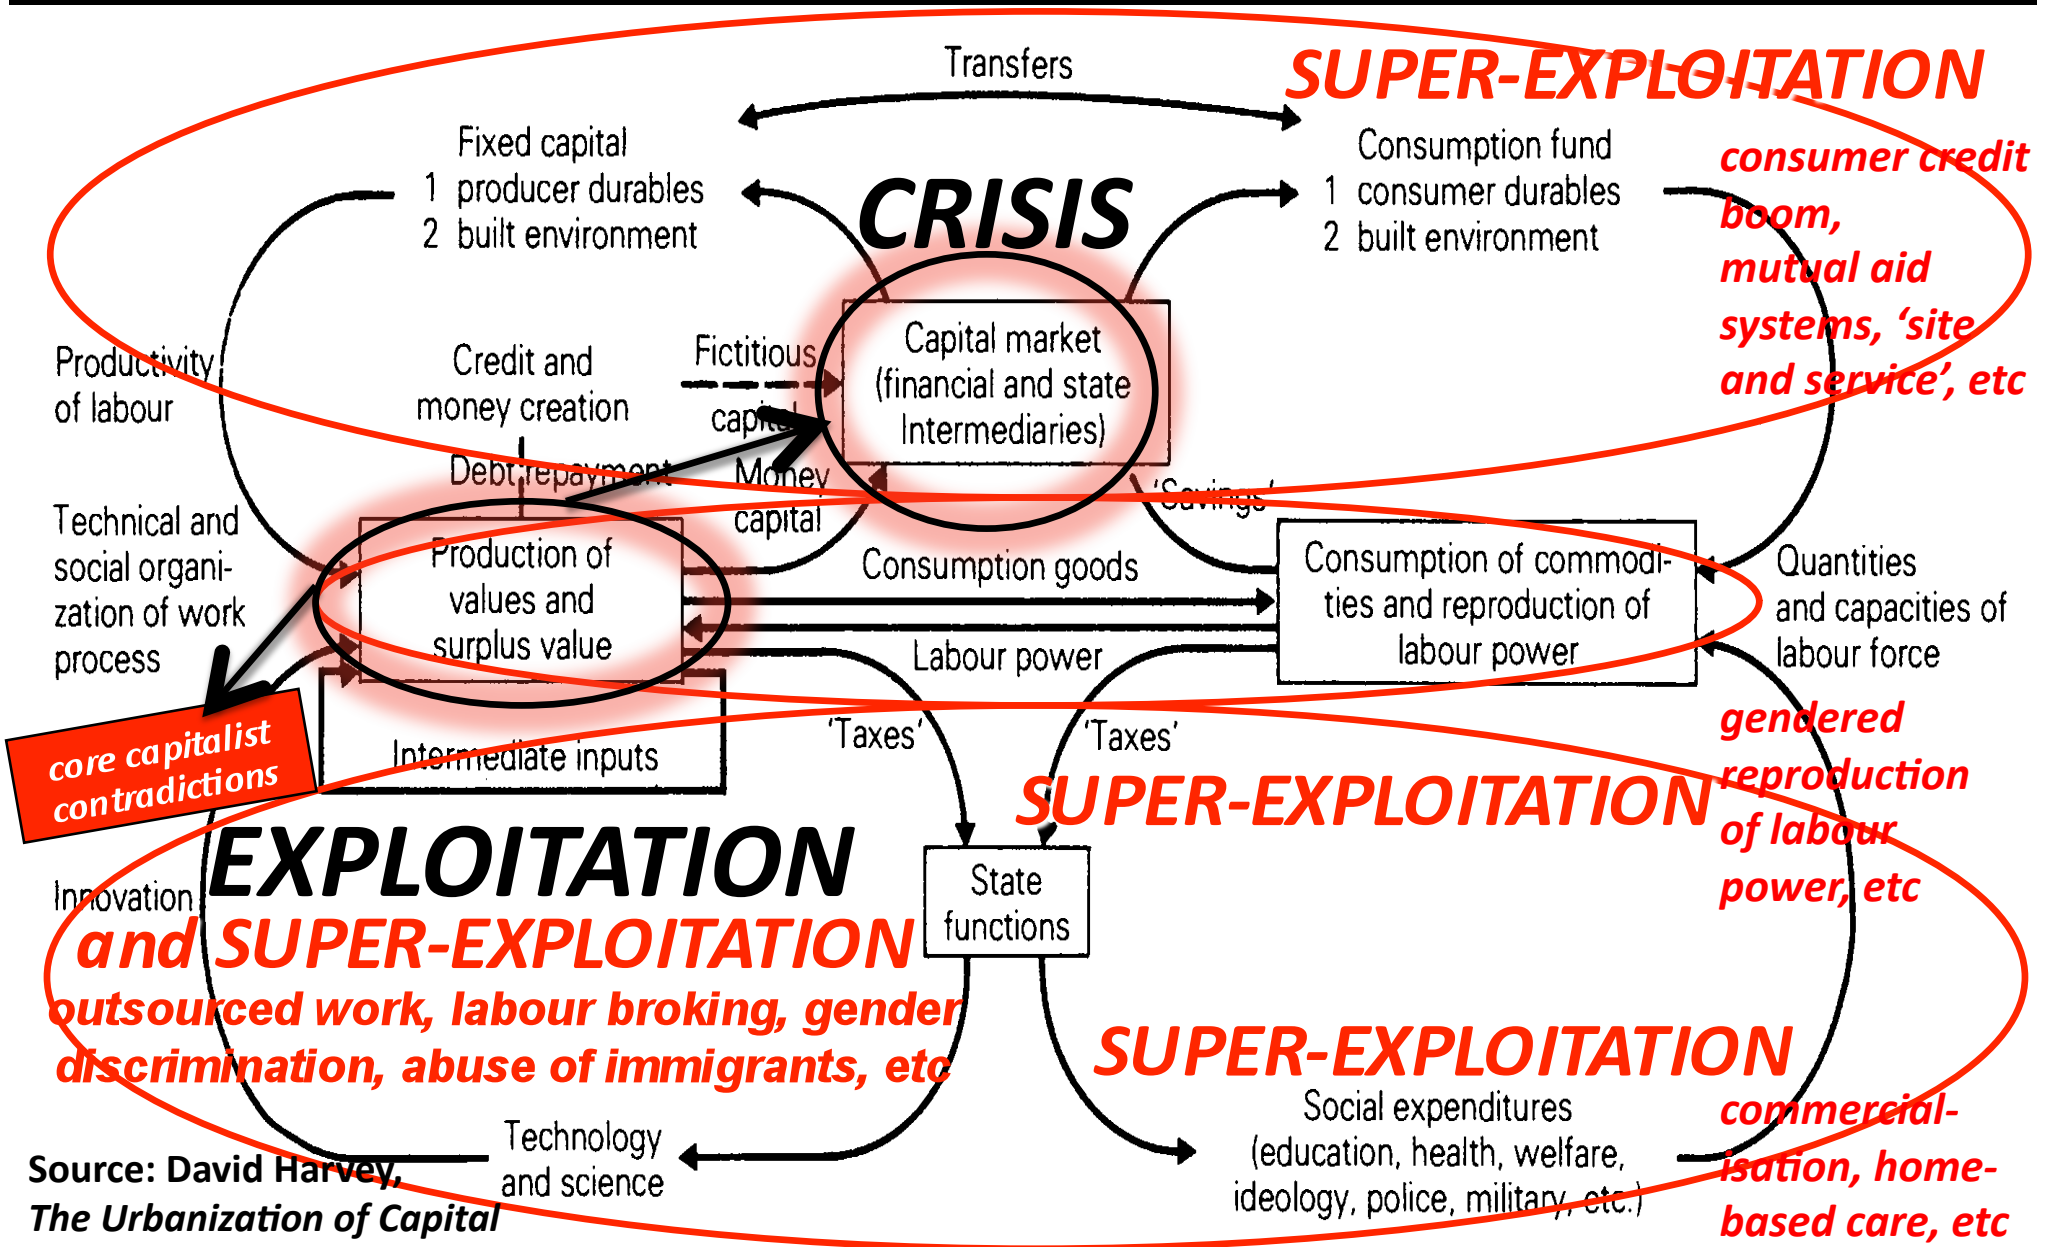 Transfers
SUPER-EXPLOITATION
Fixed capital
1 producer durables
2 built environment
CRISIS
Consumption fund
1 consumer durables
2 built environment
consumer credit
boom,
mutual aid
systems, ‘site
and service’, etc
Productivity
of labour
Credit and
money creation
Fictitious
capital
Capital market
(financial and state
Intermediaries)
Debt repayment
Money
capital
‘Savings’
Technical and
social organi-
zation of work
process
Production of
values and
surplus value
Consumption goods
Labour power
Consumption of commodi-
ties and reproduction of
labour power
Quantities
and capacities of
labour force
core capitalist
contradictions
Intermediate inputs
‘Taxes’
‘Taxes’
gendered
reproduction
of labour
power, etc
SUPER-EXPLOITATION
Innovation
EXPLOITATION
and SUPER-EXPLOITATION
outsourced work, labour broking, gender
discrimination, abuse of immigrants, etc
State
functions
SUPER-EXPLOITATION
Social expenditures
(education, health, welfare,
ideology, police, military, etc.)
commercial-
isation, home-
based care, etc
Technology
and science
Source: David Harvey,
The Urbanization of Capital